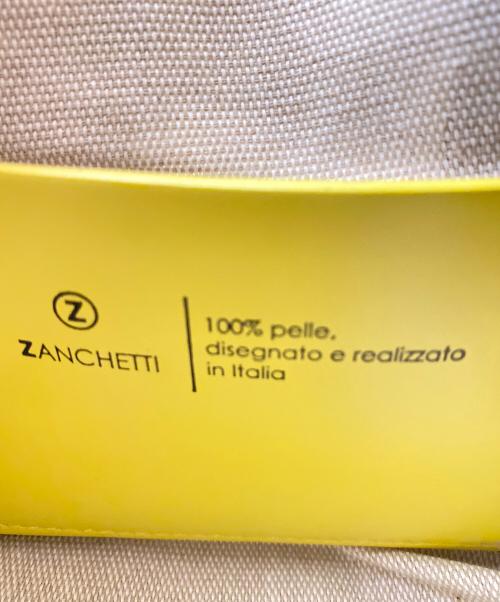 Z
ZANCHETTI
100% pelle,
disegnato e realizzato
in Italia